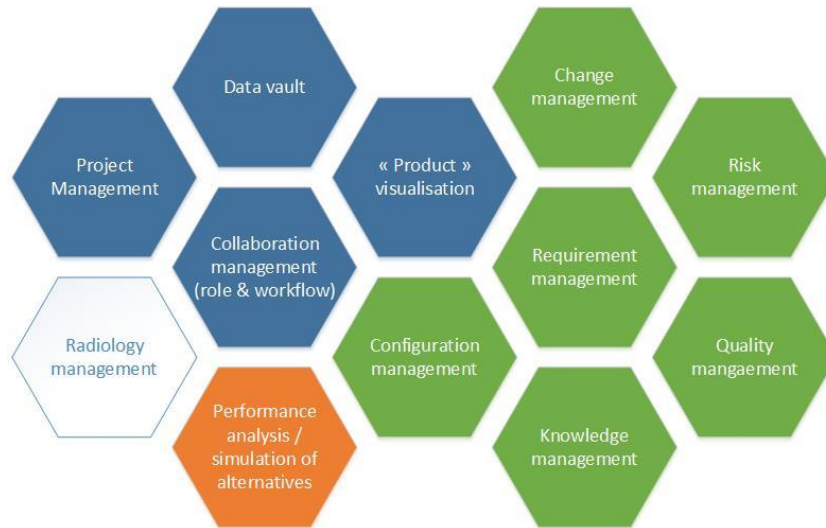 Data vault
Change
management
Project
Management
« Product »
visualisation
Risk
management
Collaboration
management
(role & workflow)
Requirement
management
Radiology
management
Configuration
management
Quality
mangaement
Performance
analysis /
simulation of
alternatives
Knowledge
management